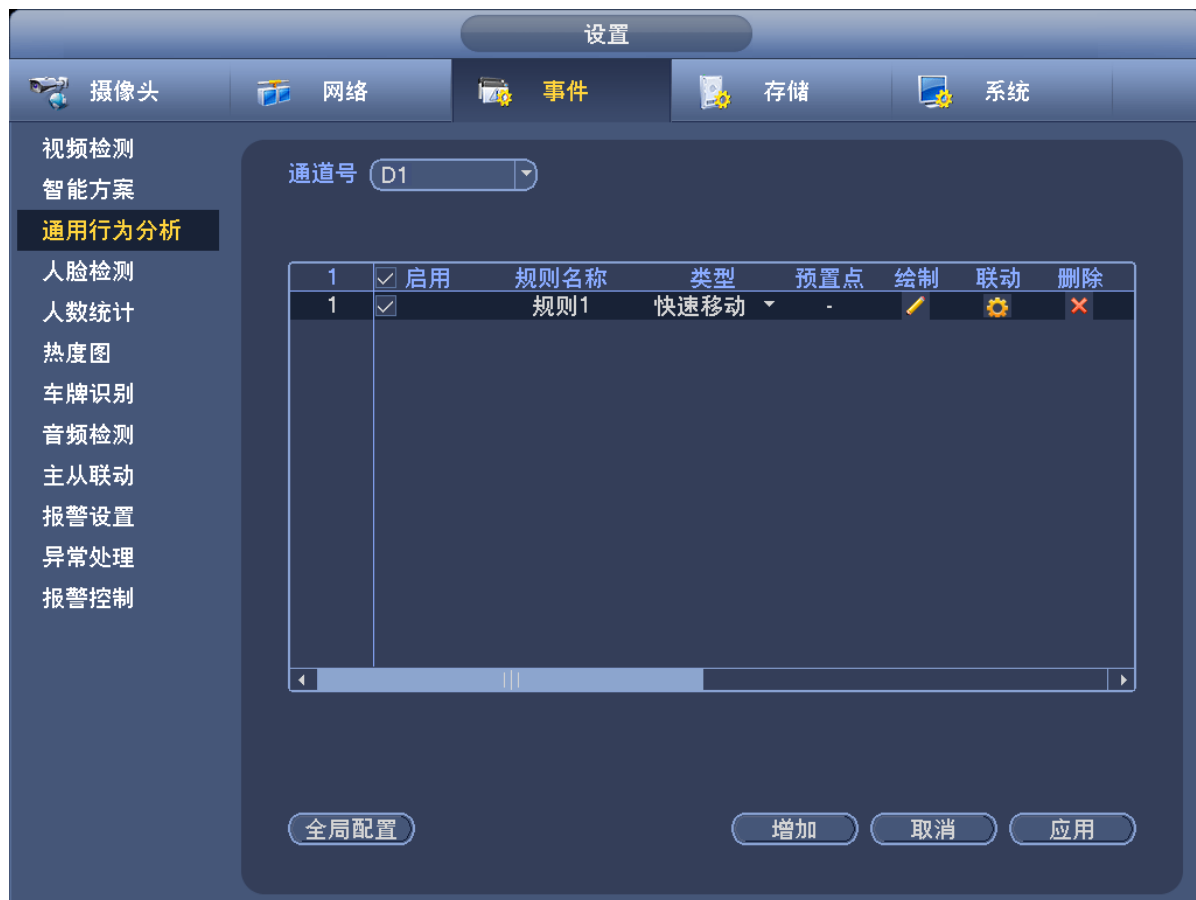 设置
摄像头 网络 事件 存储 系统
视频检测
智能方案
通用行为分析
人脸检测
人数统计
热度图
车牌识别
音频检测
主从联动
报警设置
异常处理
报警控制
通道号 D1
1 启用 规则名称 类型 预置点 绘制 联动 删除
1 规则1 快速移动 -
全局配置 增加 取消 应用